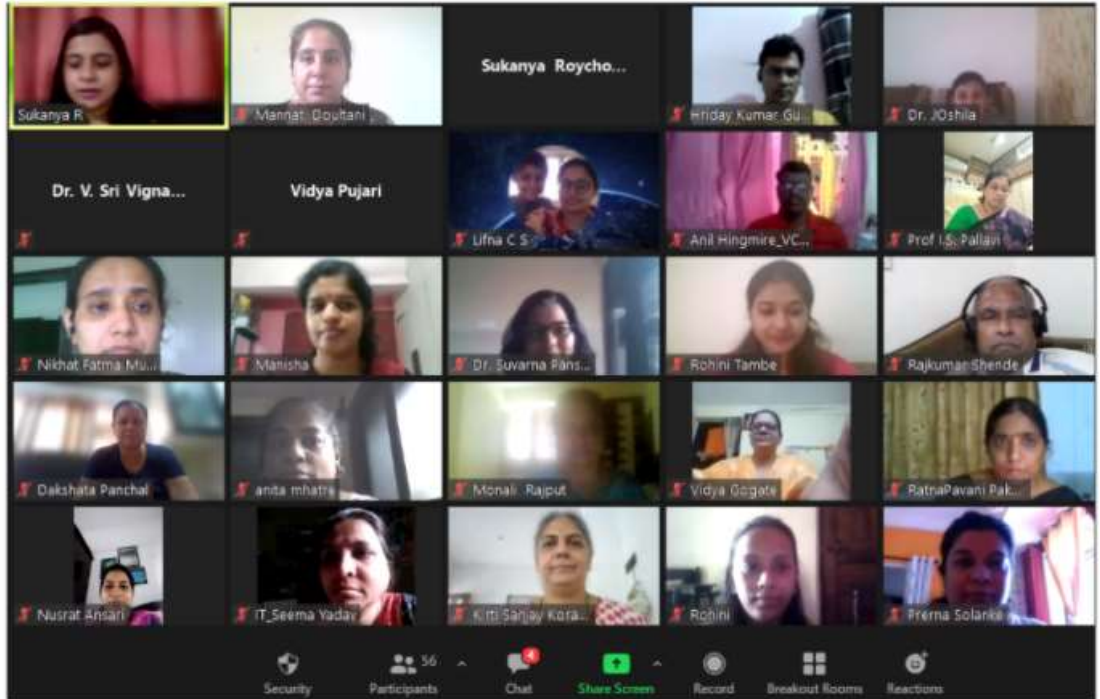 Sukanya R
Mannat Doultani
Sukanya Roycho...
Hriday Kumar Gu...
Dr. JOshila
Dr. V. Sri Vigna...
Vidya Pujari
Lifna C S
Anil Hingmire_VC...
Prof I.S. Pallavi
Nikhat Fatma Mu...
Manisha
Dr. Suvarna Pans...
Rohini Tambe
Rajkumar Shende
Dakshata Panchal
anita mhatre
Monali Rajput
Vidya Gogate
RatnaPavani Pak...
Nusrat Ansari
IT_Seema Yadav
Kirti Sanjay Kora...
Rohini
Prerna Solanke
56
4
Security
Participants
Chat
Share Screen
Record
Breakout Rooms
Reactions